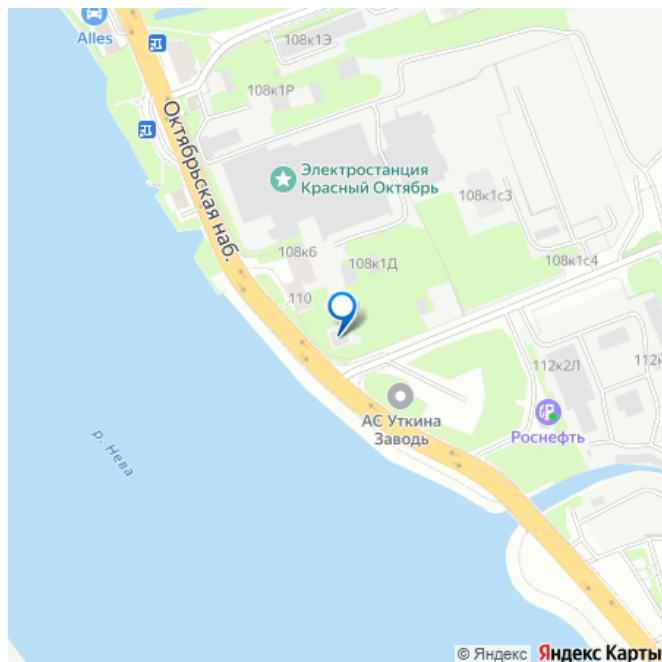 Alles
108к1Э
108к1Р
Октябрьская наб.
Электростанция
Красный Октябрь
108к1с3
108к6
108к1Д
108к1с4
110
112к2Л
112к
АС Уткина
Заводь
Роснефть
р. Нева
© Яндекс Яндекс Карты